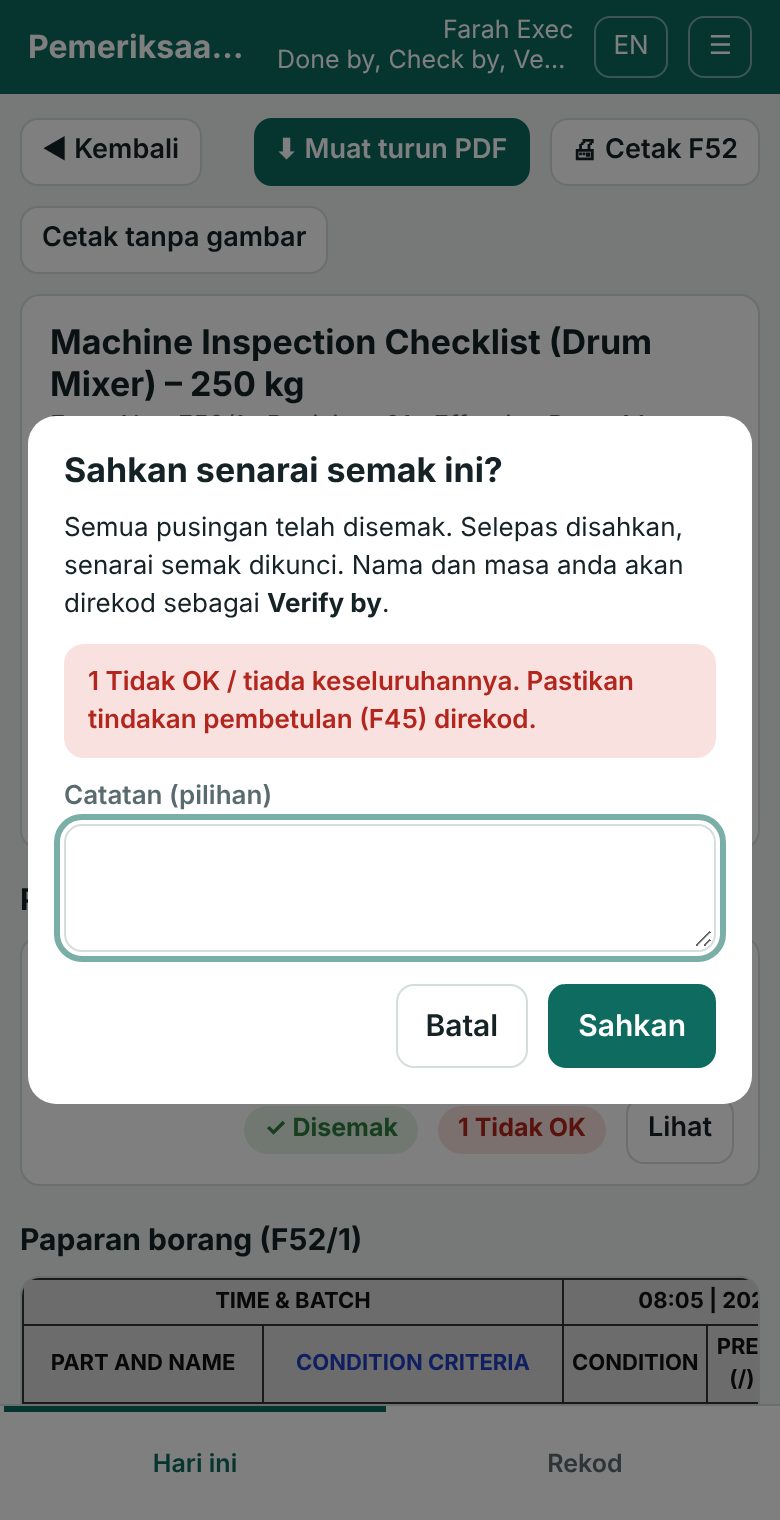 Pemeriksaa...
Farah Exec
Done by, Check by, Ve...
EN
☰
◀ Kembali
⬇ Muat turun PDF
🖨 Cetak F52
Cetak tanpa gambar
Machine Inspection Checklist (Drum
Mixer) – 250 kg
Sahkan senarai semak ini?
Semua pusingan telah disemak. Selepas disahkan,
senarai semak dikunci. Nama dan masa anda akan
direkod sebagai Verify by.
1 Tidak OK / tiada keseluruhannya. Pastikan
tindakan pembetulan (F45) direkod.
Catatan (pilihan)
Batal
Sahkan
✓ Disemak
1 Tidak OK
Lihat
Paparan borang (F52/1)
TIME & BATCH
08:05 | 202
PART AND NAME
CONDITION CRITERIA
CONDITION
PRE
(/)
Hari ini
Rekod